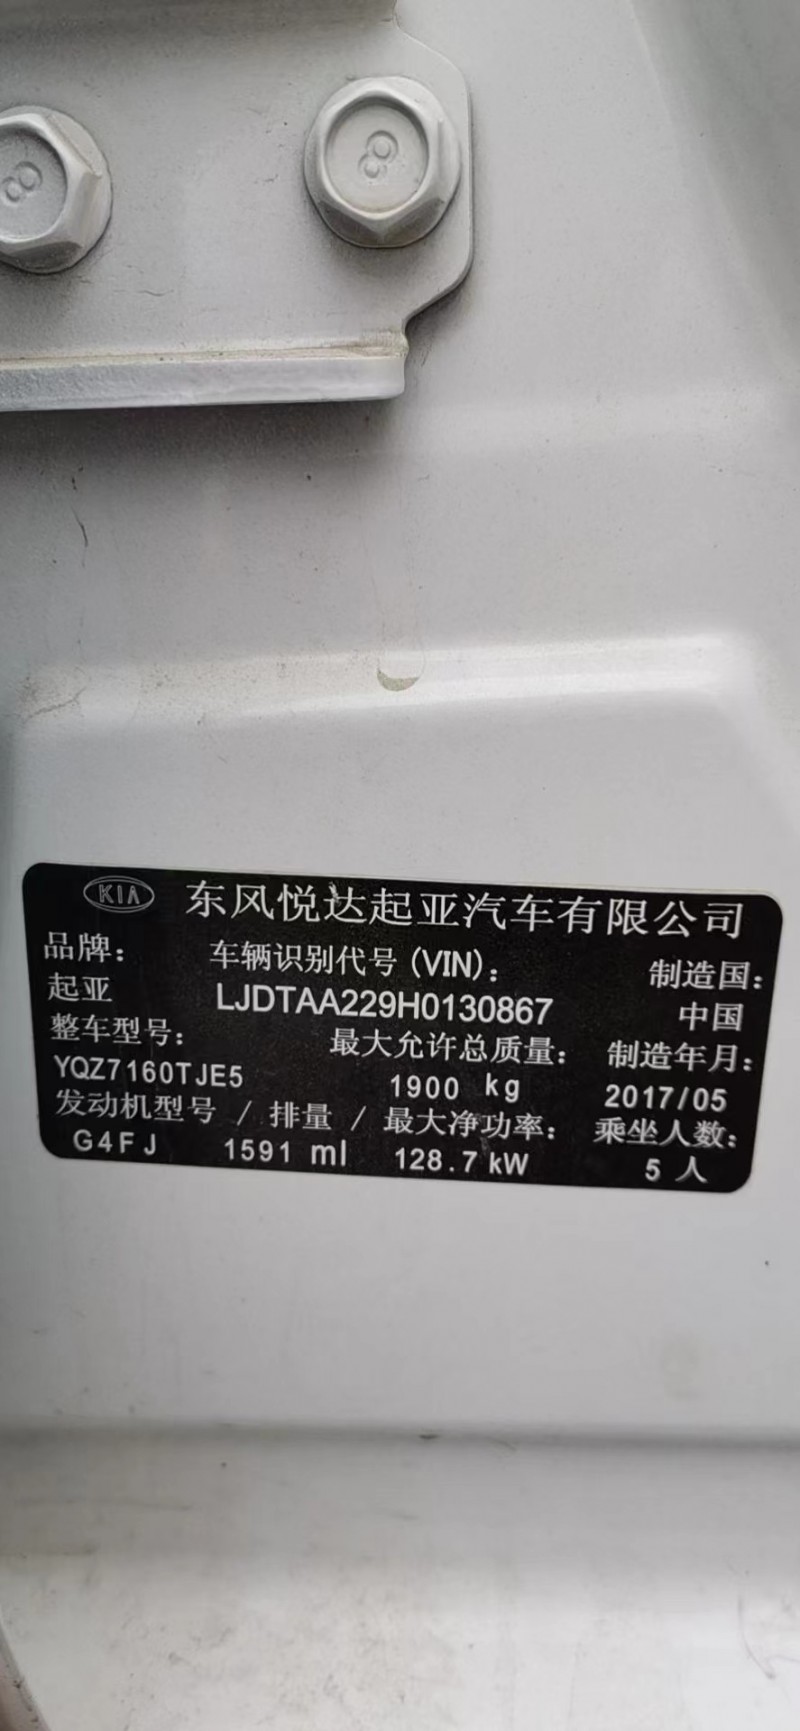 8
8
KIA 东风悦达起亚汽车有限公司
品牌： 车辆识别代号(VIN)： 制造国：
起亚 LJDTAA229H0130867 中国
整车型号： 最大允许总质量： 制造年月：
YQZ7160TJE5 1900 kg 2017/05
发动机型号 / 排量 / 最大净功率： 乘坐人数：
G4FJ 1591 ml 128.7 kW 5 人